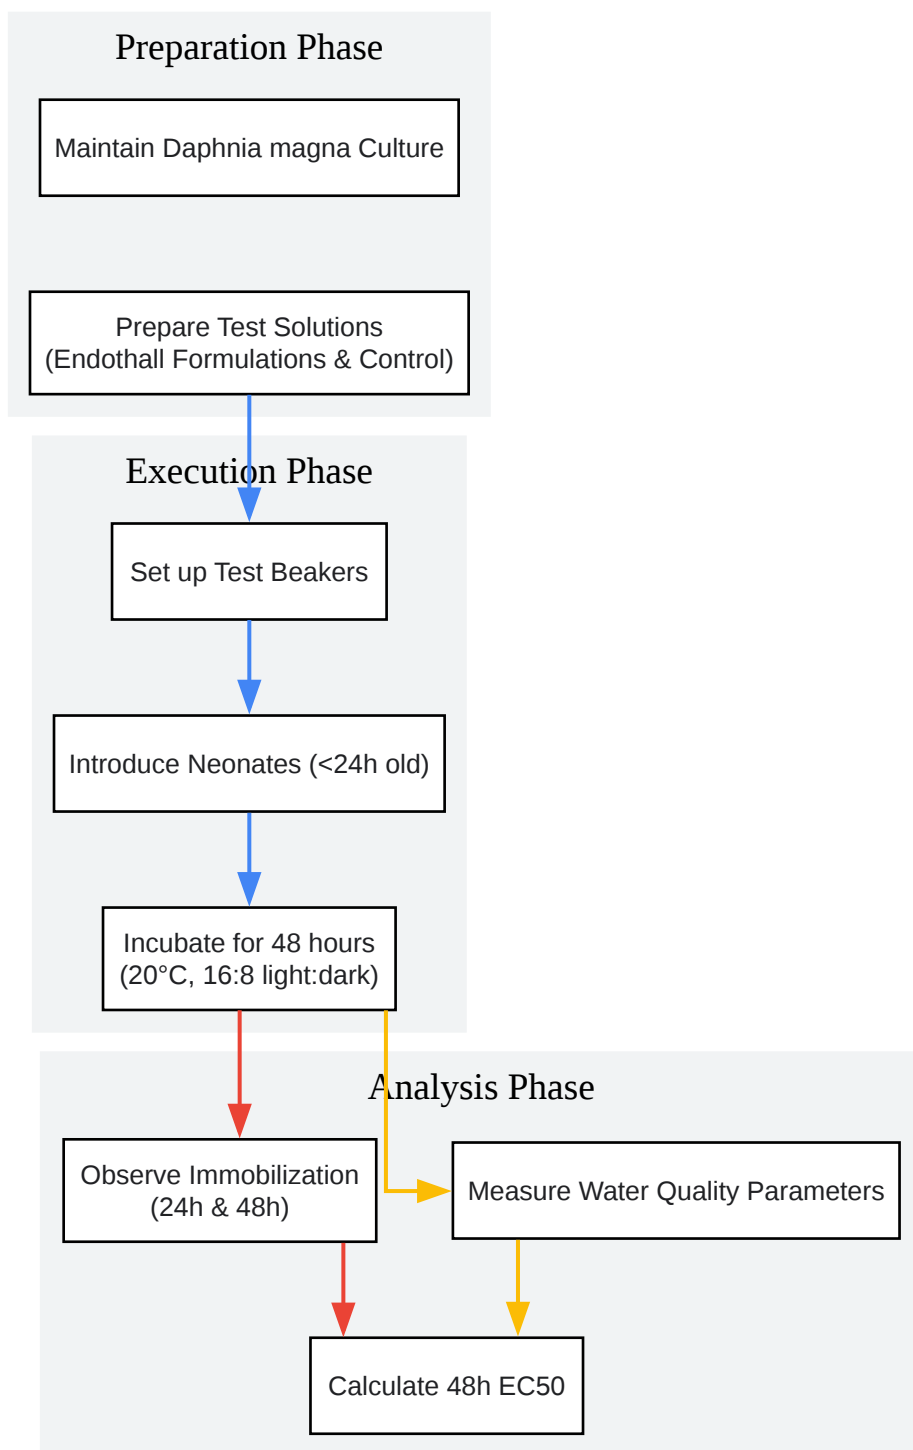 Preparation Phase
Maintain Daphnia magna Culture
Prepare Test Solutions
(Endothall Formulations & Control)
Execution Phase
Set up Test Beakers
Introduce Neonates (<24h old)
Incubate for 48 hours
(20°C, 16:8 light:dark)
Analysis Phase
Observe Immobilization
(24h & 48h)
Measure Water Quality Parameters
Calculate 48h EC50